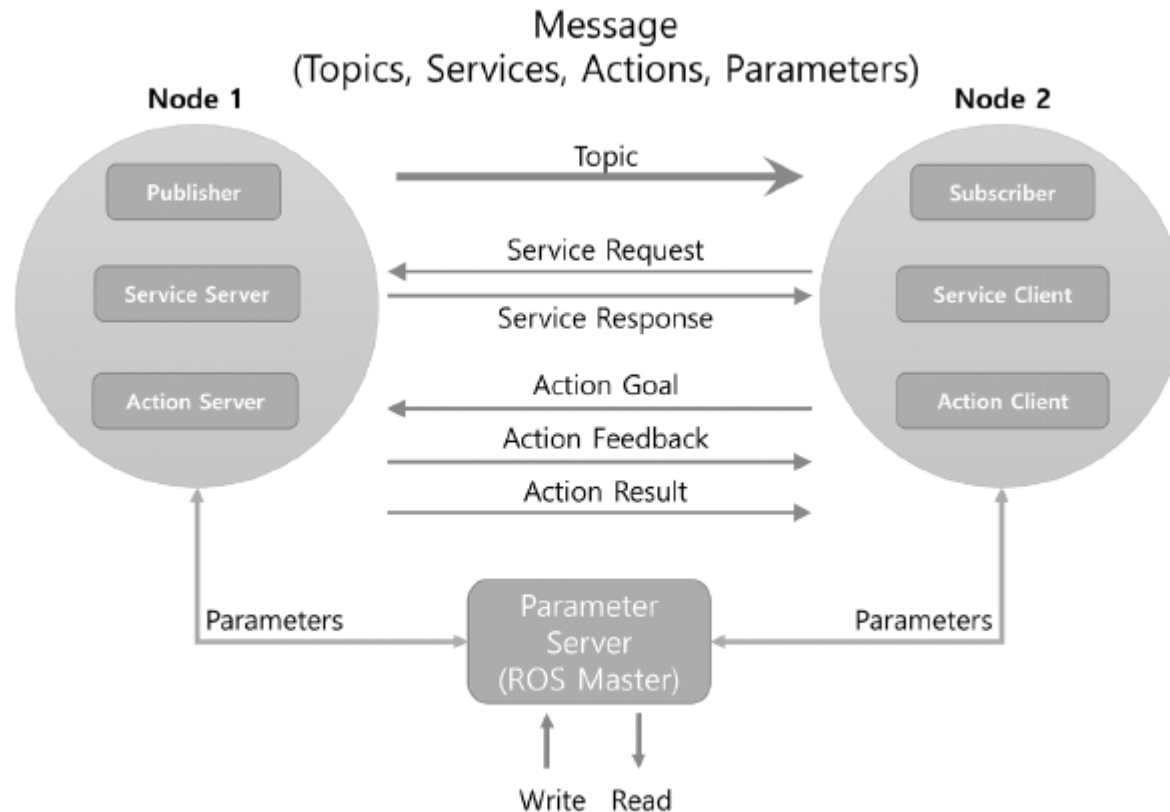 Message
(Topics, Services, Actions, Parameters)
Node 1
Node 2
Topic
Publisher
Subscriber
Service Request
Service Server
Service Client
Service Response
Action Goal
Action Server
Action Client
Action Feedback
Action Result
Parameters
Parameter
Server
(ROS Master)
Parameters
Write
Read